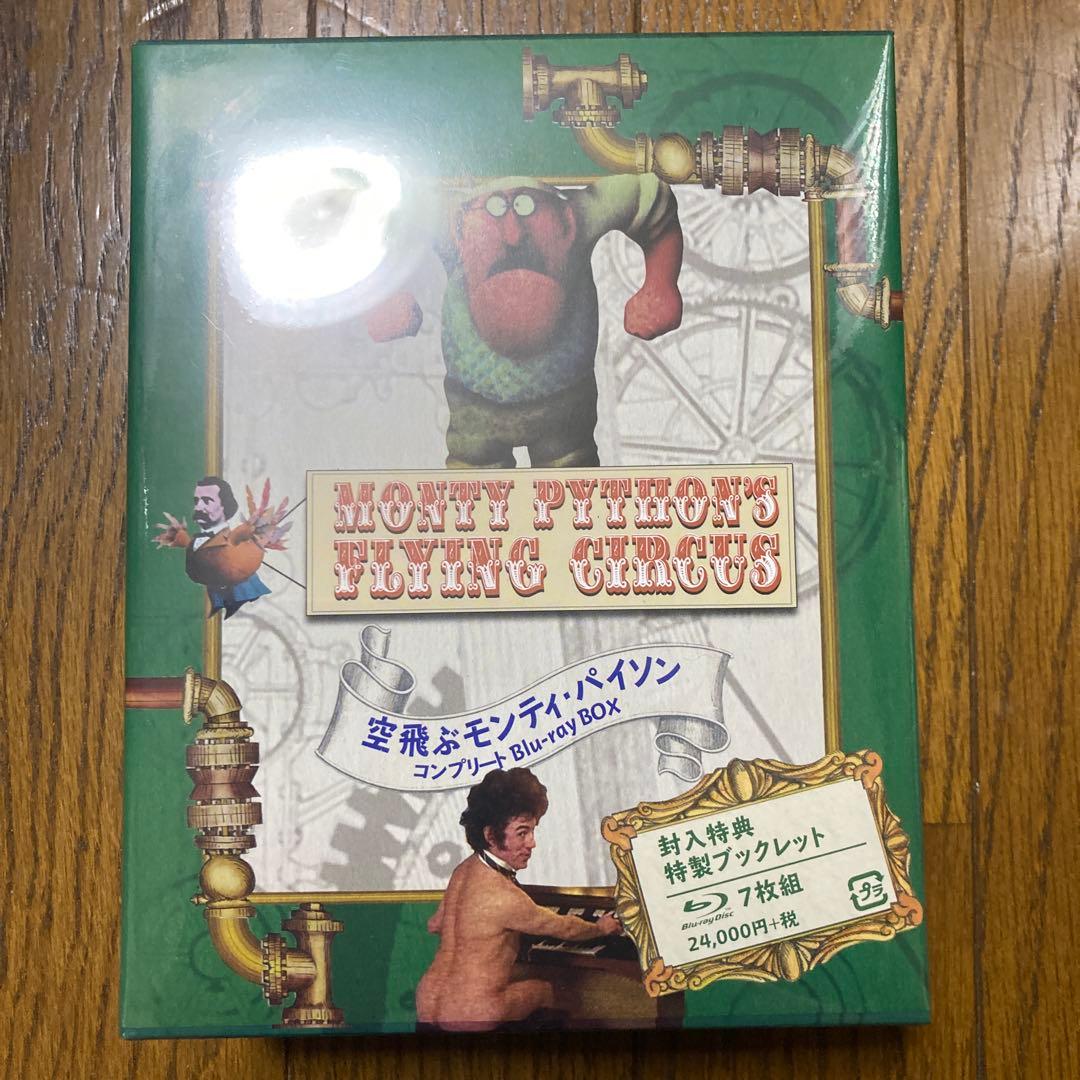 MONTY PYTHON'S
FLYING CIRCUS
空飛ぶモンティ・パイソン
コンプリート Blu-ray BOX
封入特典
特製ブックレット
Blu-ray Disc 7枚組
24,000円+税
プラ